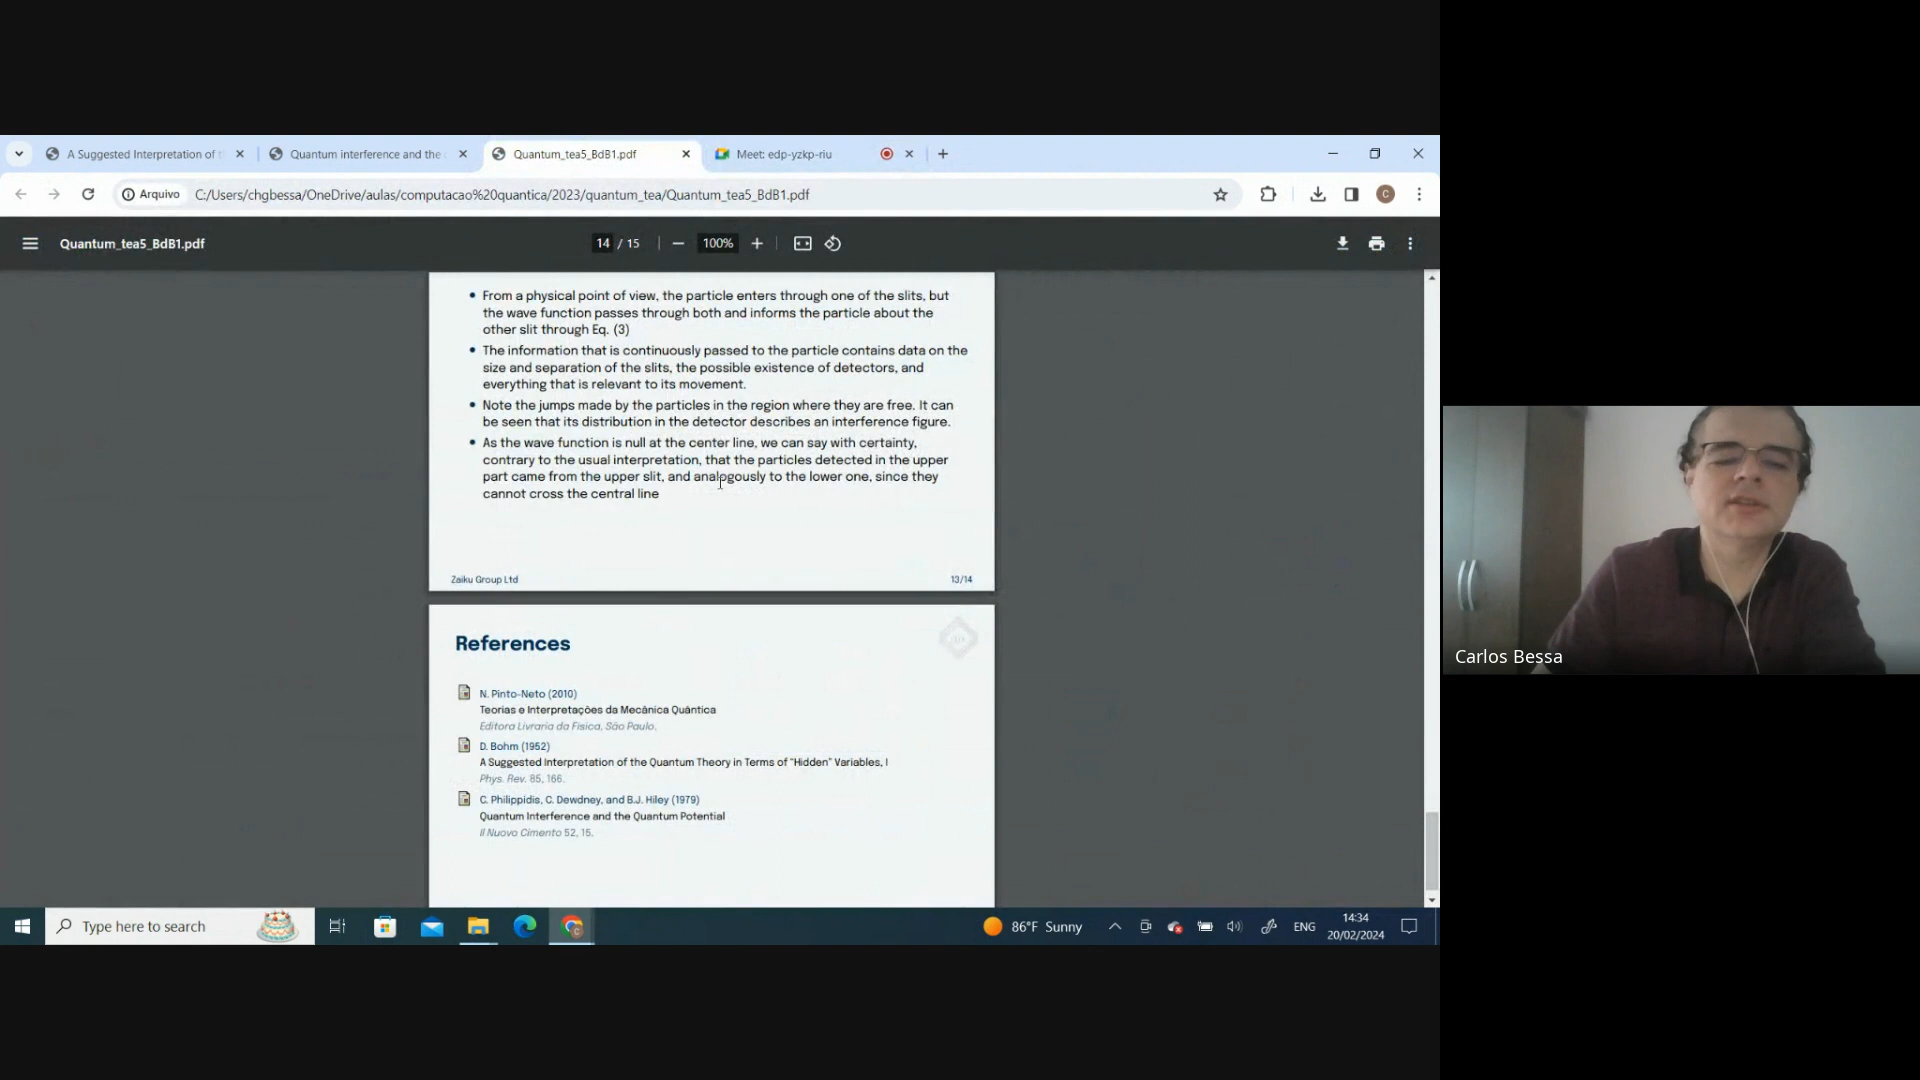 A Suggested Interpretation of t
Quantum interference and the
Quantum_tea5_BdB1.pdf
Meet: edp-yzkp-riu
Arquivo
C:/Users/chgbessa/OneDrive/aulas/computacao%20quantica/2023/quantum_tea/Quantum_tea5_BdB1.pdf
C
Quantum_tea5_BdB1.pdf
14 / 15
100%
• From a physical point of view, the particle enters through one of the slits, but
the wave function passes through both and informs the particle about the
other slit through Eq. (3)
• The information that is continuously passed to the particle contains data on the
size and separation of the slits, the possible existence of detectors, and
everything that is relevant to its movement.
• Note the jumps made by the particles in the region where they are free. It can
be seen that its distribution in the detector describes an interference figure.
• As the wave function is null at the center line, we can say with certainty,
contrary to the usual interpretation, that the particles detected in the upper
part came from the upper slit, and analogously to the lower one, since they
cannot cross the central line
Zaiku Group Ltd
13/14
References
N. Pinto-Neto (2010)
Teorias e Interpretações da Mecânica Quântica
Editora Livraria da Física, São Paulo.
D. Bohm (1952)
A Suggested Interpretation of the Quantum Theory in Terms of "Hidden" Variables, I
Phys. Rev. 85, 166.
C. Philippidis, C. Dewdney, and B.J. Hiley (1979)
Quantum Interference and the Quantum Potential
Il Nuovo Cimento 52, 15.
Carlos Bessa
Type here to search
86°F Sunny
ENG
14:34
20/02/2024